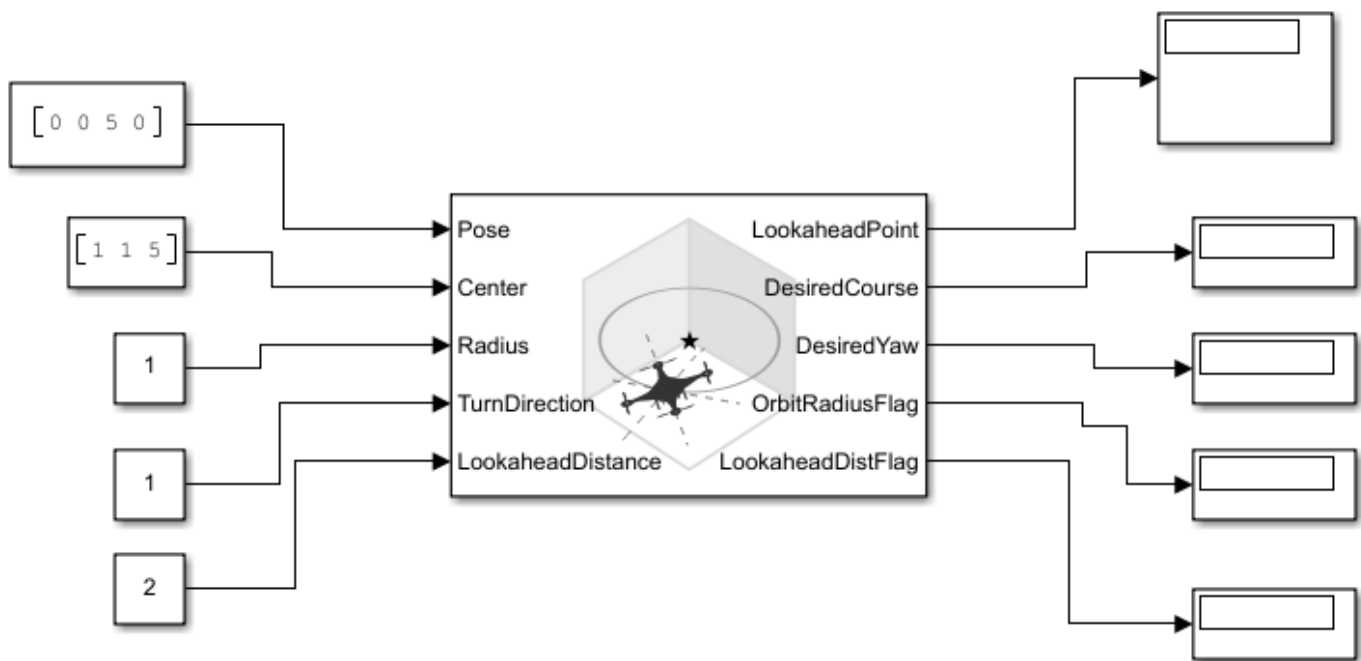 [0 0 5 0]
[1 1 5]
1
1
2
Pose
Center
Radius
TurnDirection
LookaheadDistance
LookaheadPoint
DesiredCourse
DesiredYaw
OrbitRadiusFlag
LookaheadDistFlag